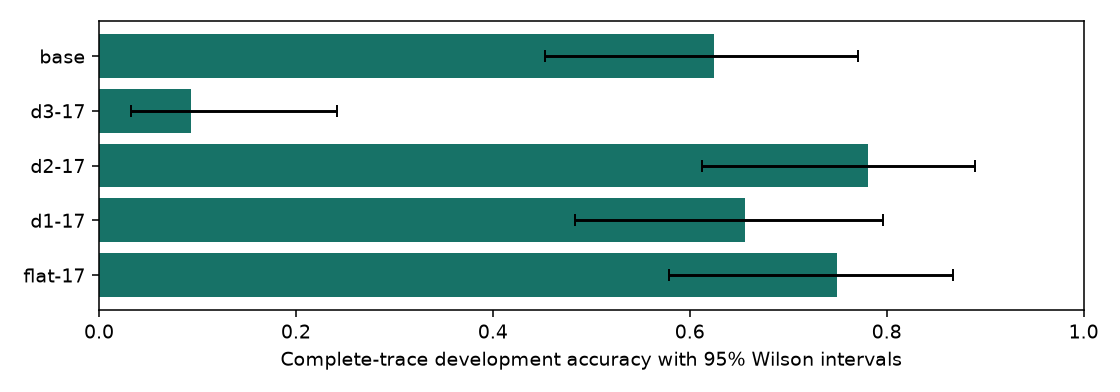 base
d3-17
d2-17
d1-17
flat-17
0.0 0.2 0.4 0.6 0.8 1.0
Complete-trace development accuracy with 95% Wilson intervals